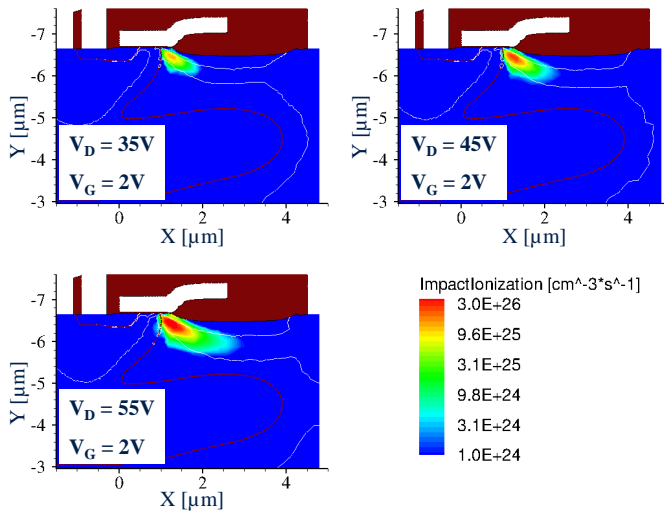 -7
-6
-5
-4
-3
Y [µm]
V_D = 35V
V_G = 2V
0
2
4
X [µm]
-7
-6
-5
-4
-3
Y [µm]
V_D = 45V
V_G = 2V
0
2
4
X [µm]
-7
-6
-5
-4
-3
Y [µm]
V_D = 55V
V_G = 2V
0
2
4
X [µm]
ImpactIonization [cm^-3*s^-1]
3.0E+26
9.6E+25
3.1E+25
9.8E+24
3.1E+24
1.0E+24